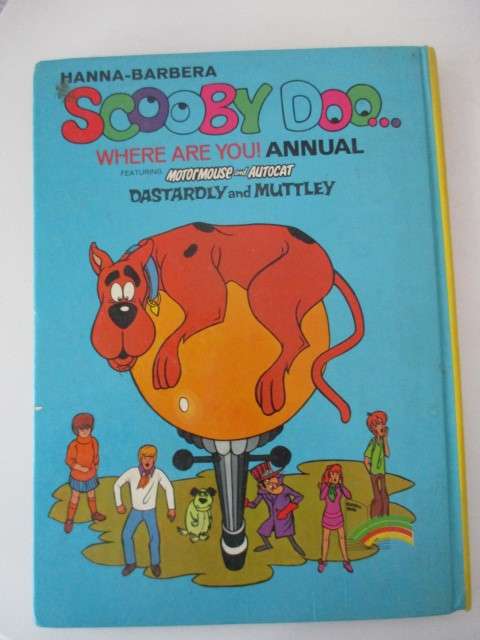 HANNA-BARBERA
SCOOBY DOO...
WHERE ARE YOU! ANNUAL
FEATURING MOTORMOUSE and AUTOCAT
DASTARDLY and MUTTLEY